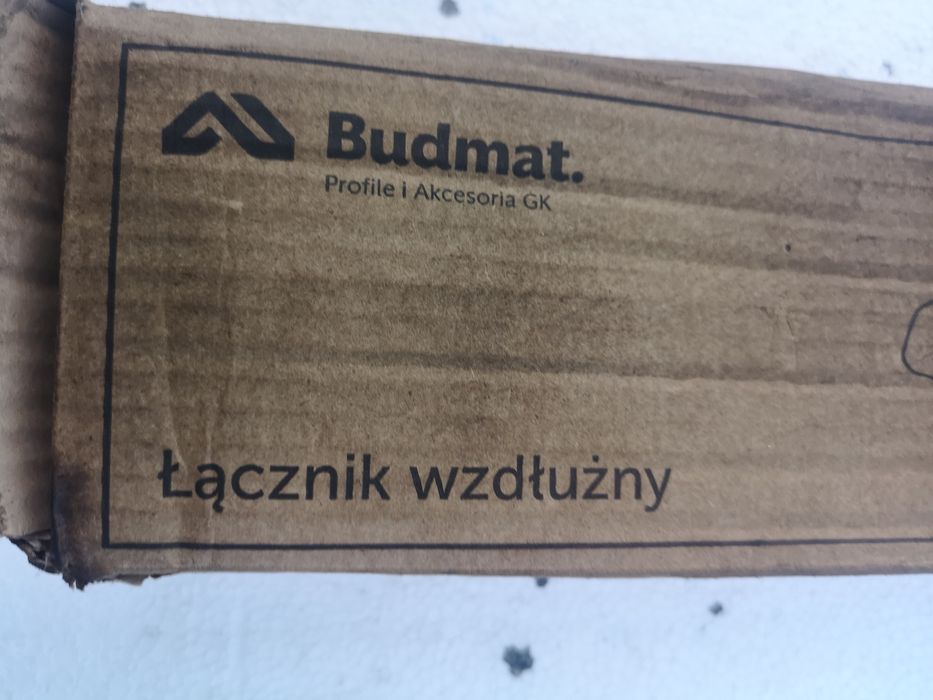 Budmat.
Profile i Akcesoria GK
Łącznik wzdłużny